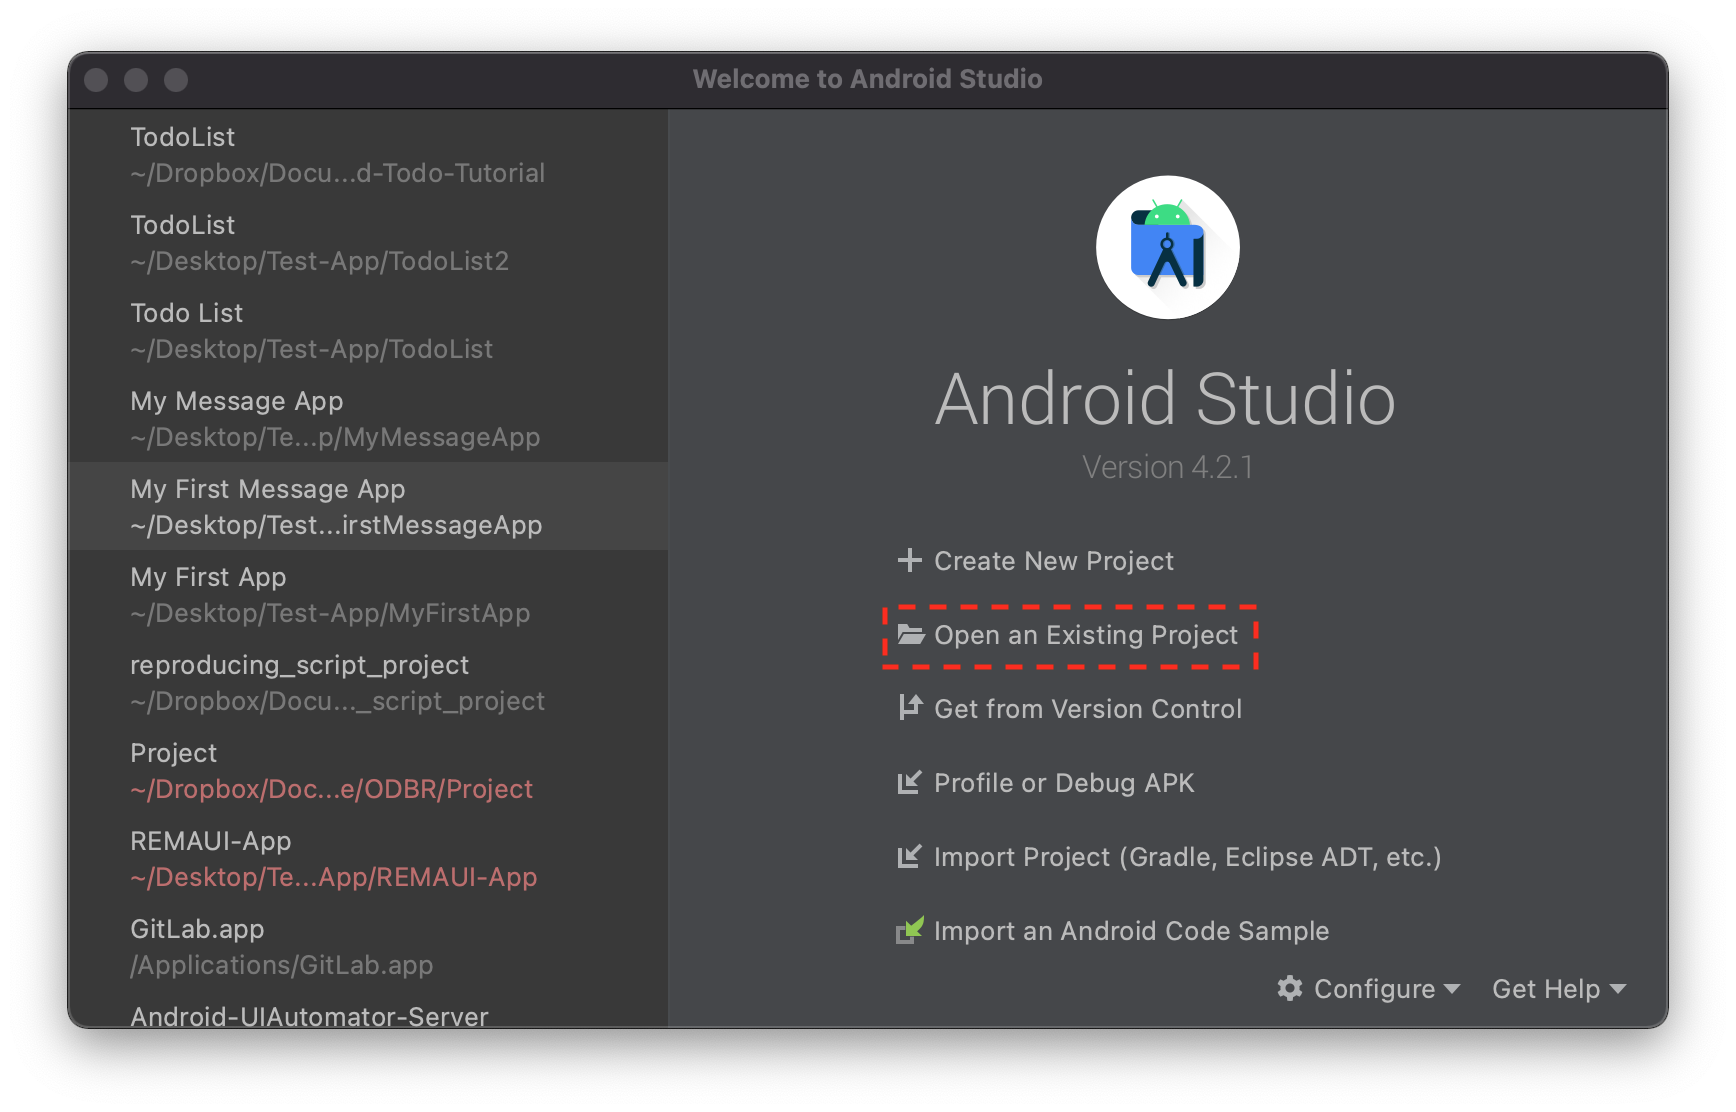 Welcome to Android Studio
TodoList
~/Dropbox/Docu...d-Todo-Tutorial
TodoList
~/Desktop/Test-App/TodoList2
Todo List
~/Desktop/Test-App/TodoList
My Message App
~/Desktop/Te...p/MyMessageApp
My First Message App
~/Desktop/Test...irstMessageApp
My First App
~/Desktop/Test-App/MyFirstApp
reproducing_script_project
~/Dropbox/Docu..._script_project
Project
~/Dropbox/Doc...e/ODBR/Project
REMAUI-App
~/Desktop/Te...App/REMAUI-App
GitLab.app
/Applications/GitLab.app
Android-UIAutomator-Server
Android Studio
Version 4.2.1
Create New Project
Open an Existing Project
Get from Version Control
Profile or Debug APK
Import Project (Gradle, Eclipse ADT, etc.)
Import an Android Code Sample
Configure
Get Help